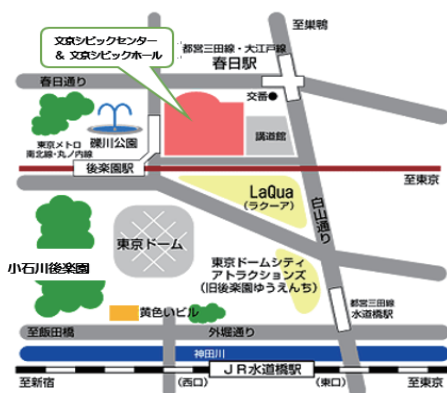 至巣鴨
文京シビックセンター
& 文京シビックホール
都営三田線・大江戸線
春日駅
春日通り
交番
礫川公園
講道館
東京メトロ
南北線・丸ノ内線
後楽園駅
至東京
LaQua
(ラクーア)
白山通り
東京ドーム
小石川後楽園
東京ドームシティ
アトラクションズ
(旧後楽園ゆうえんち)
都営三田線
水道橋駅
黄色いビル
至飯田橋
外堀通り
神田川
JR水道橋駅
至新宿
(西口)
(東口)
至東京